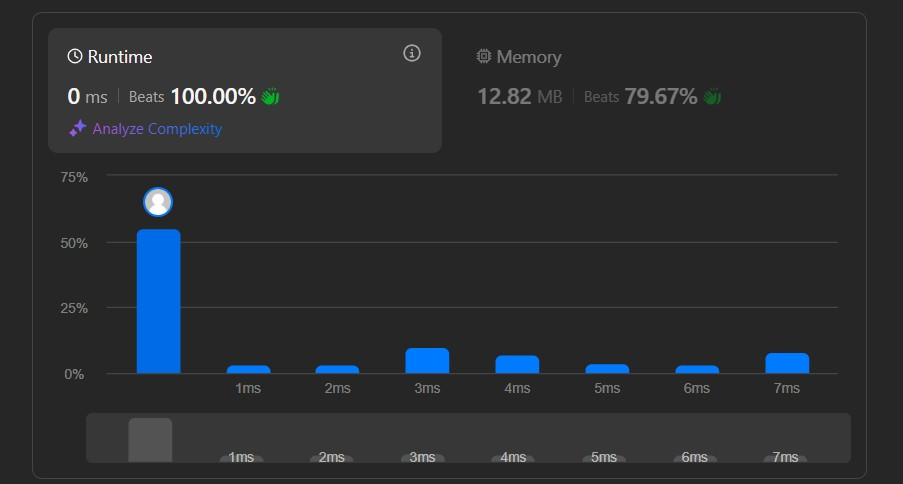 Runtime
0 ms | Beats 100.00%
Analyze Complexity
Memory
12.82 MB | Beats 79.67%
75%
50%
25%
0%
1ms 2ms 3ms 4ms 5ms 6ms 7ms
1ms 2ms 3ms 4ms 5ms 6ms 7ms